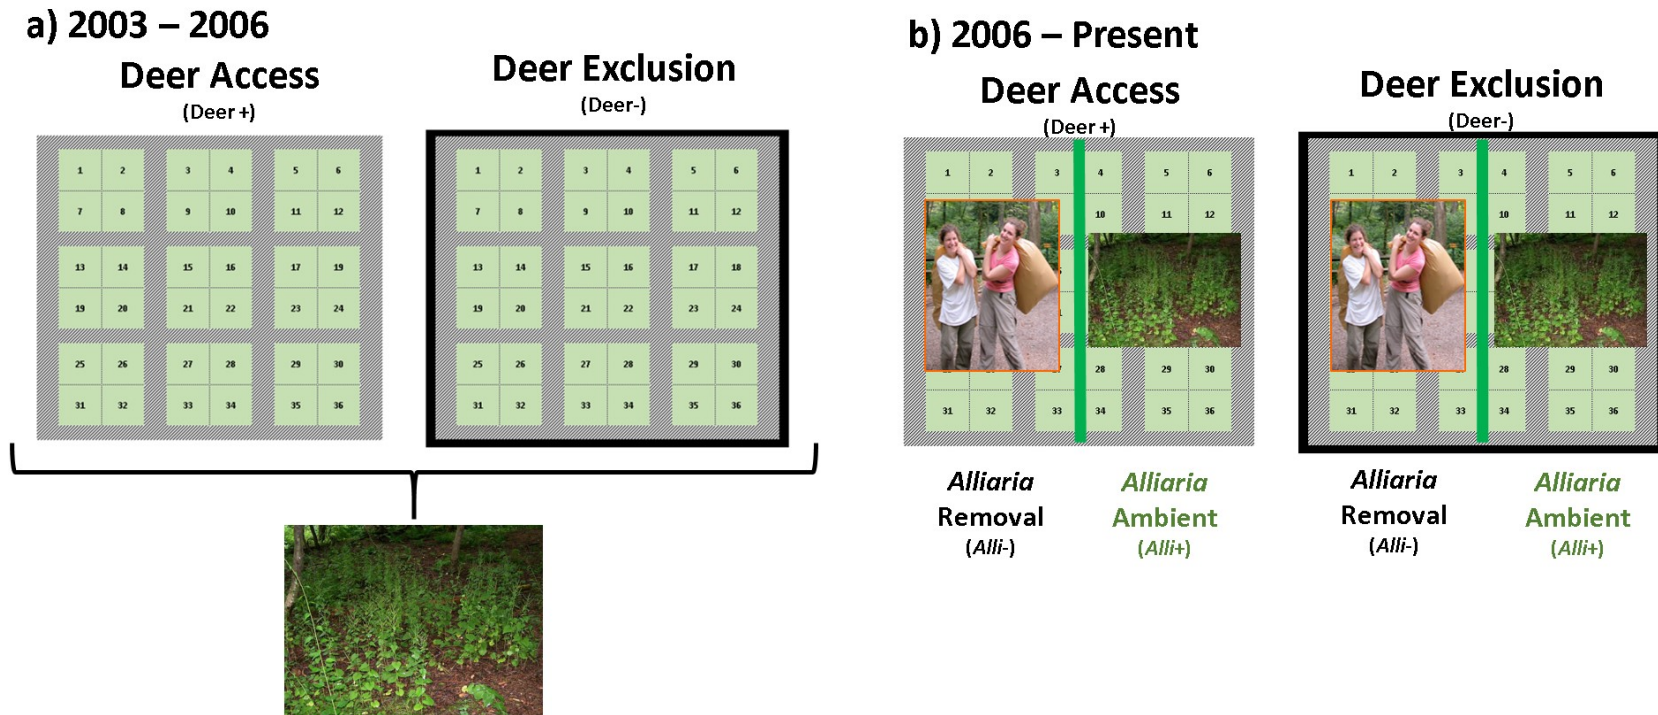 a) 2003 – 2006
Deer Access
(Deer +)
1 2 3 4 5 6
7 8 9 10 11 12
13 14 15 16 17 19
19 20 21 22 23 24
25 26 27 28 29 30
31 32 33 34 35 36
Deer Exclusion
(Deer-)
1 2 3 4 5 6
7 8 9 10 11 12
13 14 15 16 17 18
19 20 21 22 23 24
25 26 27 28 29 30
31 32 33 34 35 36
b) 2006 – Present
Deer Access
(Deer +)
1 2 3 4 5 6
10 11 12
28 29 30
31 32 33 34 35 36
Alliaria
Removal
(Alli-)
Alliaria
Ambient
(Alli+)
Deer Exclusion
(Deer-)
1 2 3 4 5 6
10 11 12
28 29 30
31 32 33 34 35 36
Alliaria
Removal
(Alli-)
Alliaria
Ambient
(Alli+)